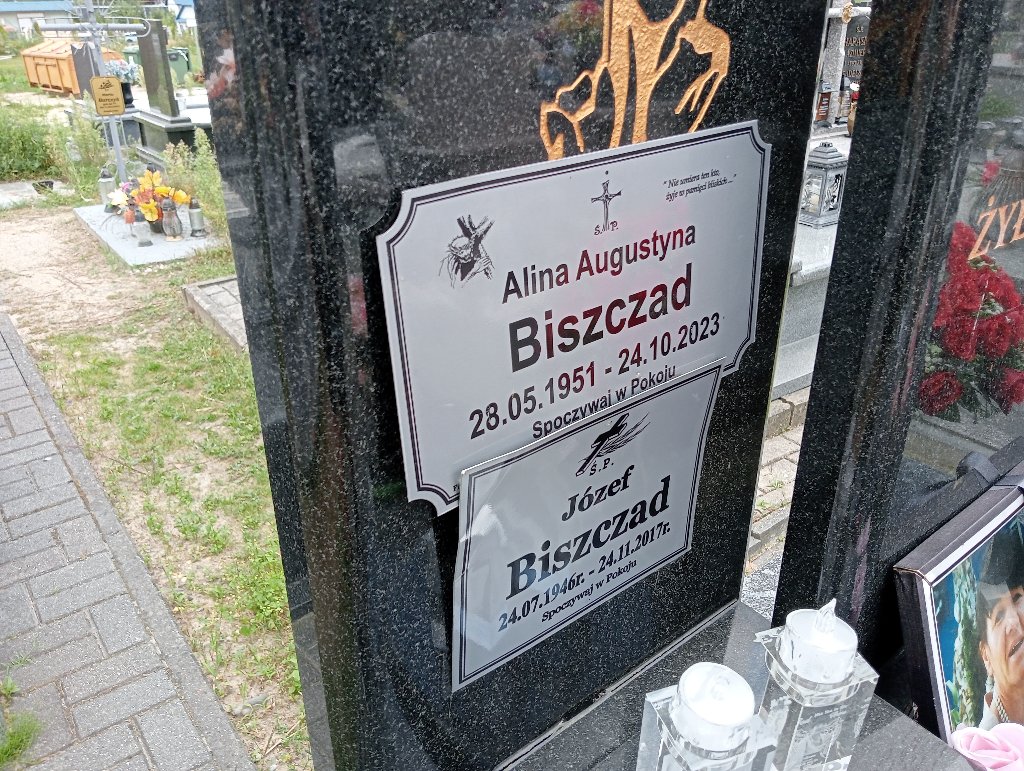 "Nie umiera ten kto,
żyje w pamięci bliskich..."
Ś.P.
Alina Augustyna
Biszczad
28.05.1951 - 24.10.2023
Spoczywaj w Pokoju
Ś.P.
Józef
Biszczad
24.07.1946r. - 24.11.2017r.
Spoczywaj w Pokoju